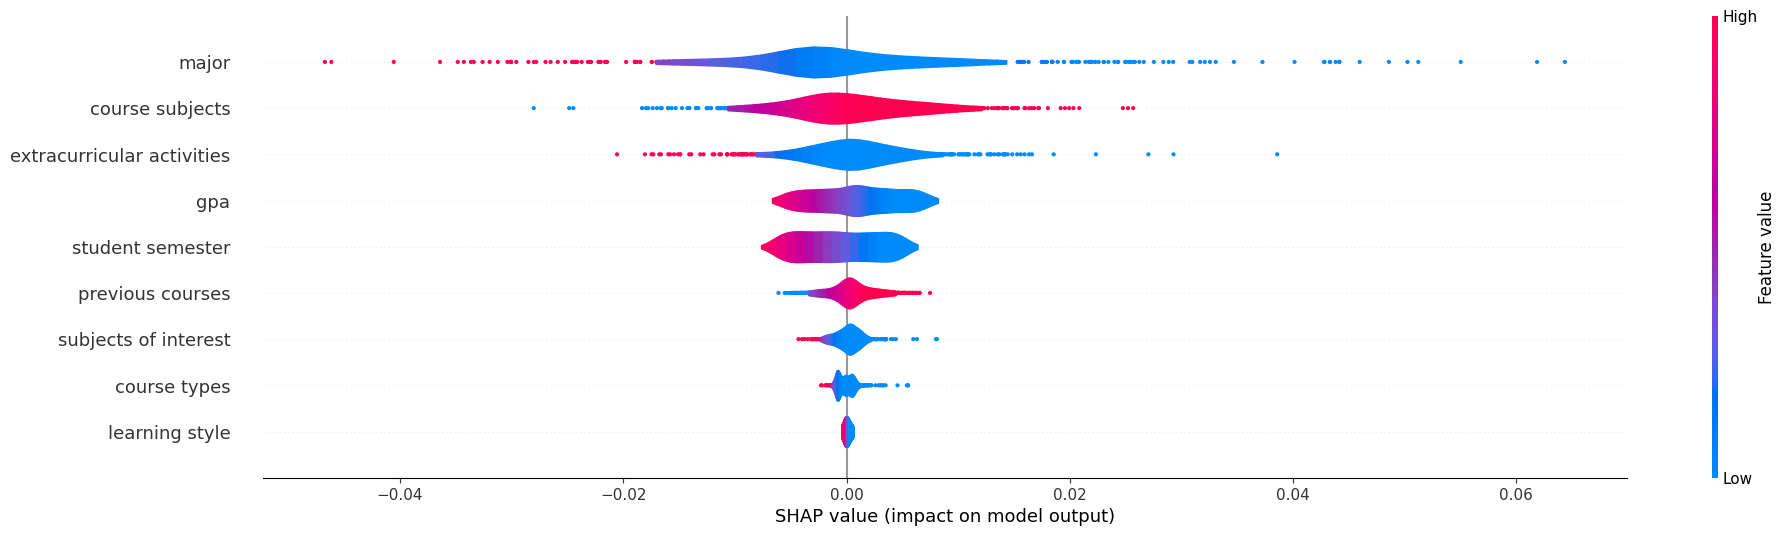 major
course subjects
extracurricular activities
gpa
student semester
previous courses
subjects of interest
course types
learning style
−0.04 −0.02 0.00 0.02 0.04 0.06
SHAP value (impact on model output)
High
Feature value
Low